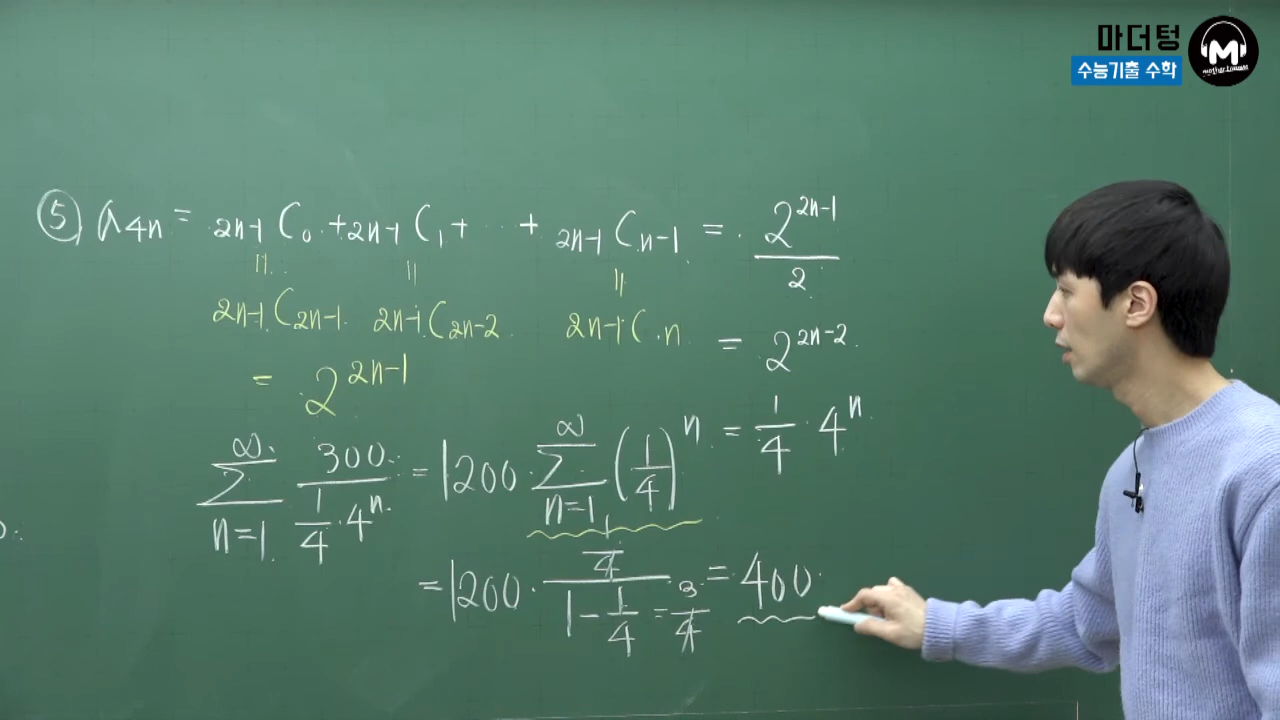 마더텅
수능기출 수학
M
⑤ a₄ₙ = ₂ₙ₋₁C₀ + ₂ₙ₋₁C₁ + ⋯ + ₂ₙ₋₁Cₙ₋₁ = 2^(2n-1)/2
|| || ||
₂ₙ₋₁C₂ₙ₋₁ ₂ₙ₋₁C₂ₙ₋₂ ₂ₙ₋₁Cₙ = 2^(2n-2)
= 2^(2n-1)
∑_(n=1)^∞ 300/(1/4·4^n) = 1200·∑_(n=1)^∞ (1/4)^n = 1/4·4^n
= 1200·(1/4)/(1-1/4 = 3/4) = 400